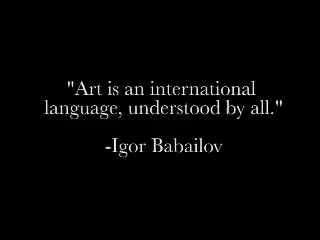 "Art is an international
language, understood by all."
-Igor Babailov